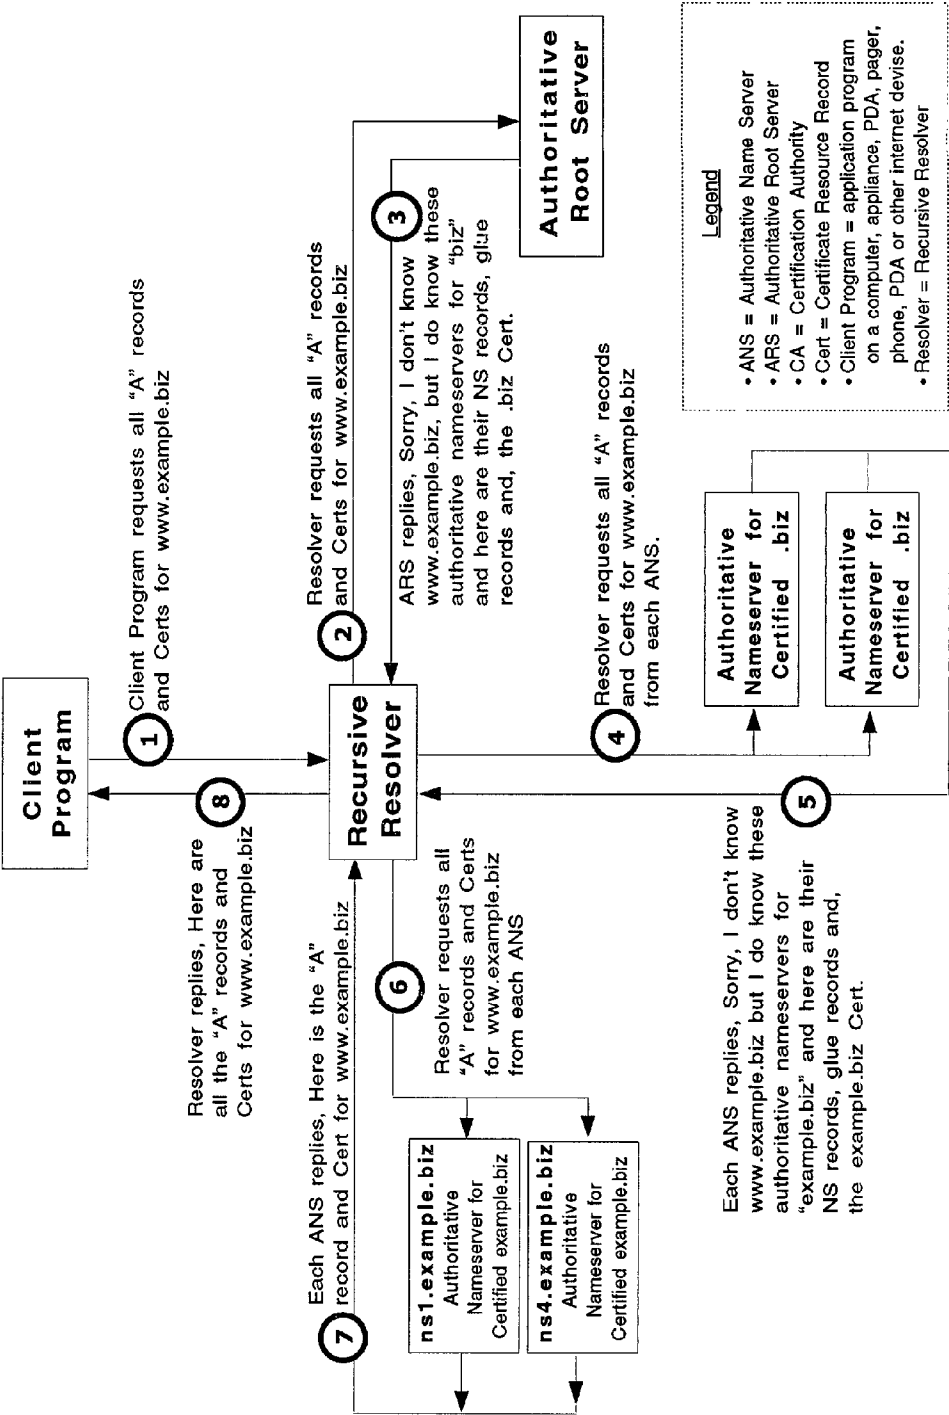 Client
Program
1
Client Program requests all "A" records
and Certs for www.example.biz
8
Resolver replies, Here are
all the "A" records and
Certs for www.example.biz
Recursive
Resolver
2
Resolver requests all "A" records
and Certs for www.example.biz
3
ARS replies, Sorry, I don't know
www.example.biz, but I do know these
authoritative nameservers for "biz"
and here are their NS records, glue
records and, the .biz Cert.
Authoritative
Root Server
7
Each ANS replies, Here is the "A"
record and Cert for www.example.biz
6
Resolver requests all
"A" records and Certs
for www.example.biz
from each ANS
ns1.example.biz
Authoritative
Nameserver for
Certified example.biz
ns4.example.biz
Authoritative
Nameserver for
Certified example.biz
4
Resolver requests all "A" records
and Certs for www.example.biz
from each ANS.
Authoritative
Nameserver for
Certified .biz
Authoritative
Nameserver for
Certified .biz
5
Each ANS replies, Sorry, I don't know
www.example.biz but I do know these
authoritative nameservers for
"example.biz" and here are their
NS records, glue records and,
the example.biz Cert.
Legend
• ANS = Authoritative Name Server
• ARS = Authoritative Root Server
• CA = Certification Authority
• Cert = Certificate Resource Record
• Client Program = application program
on a computer, appliance, PDA, pager,
phone, PDA or other internet devise.
• Resolver = Recursive Resolver